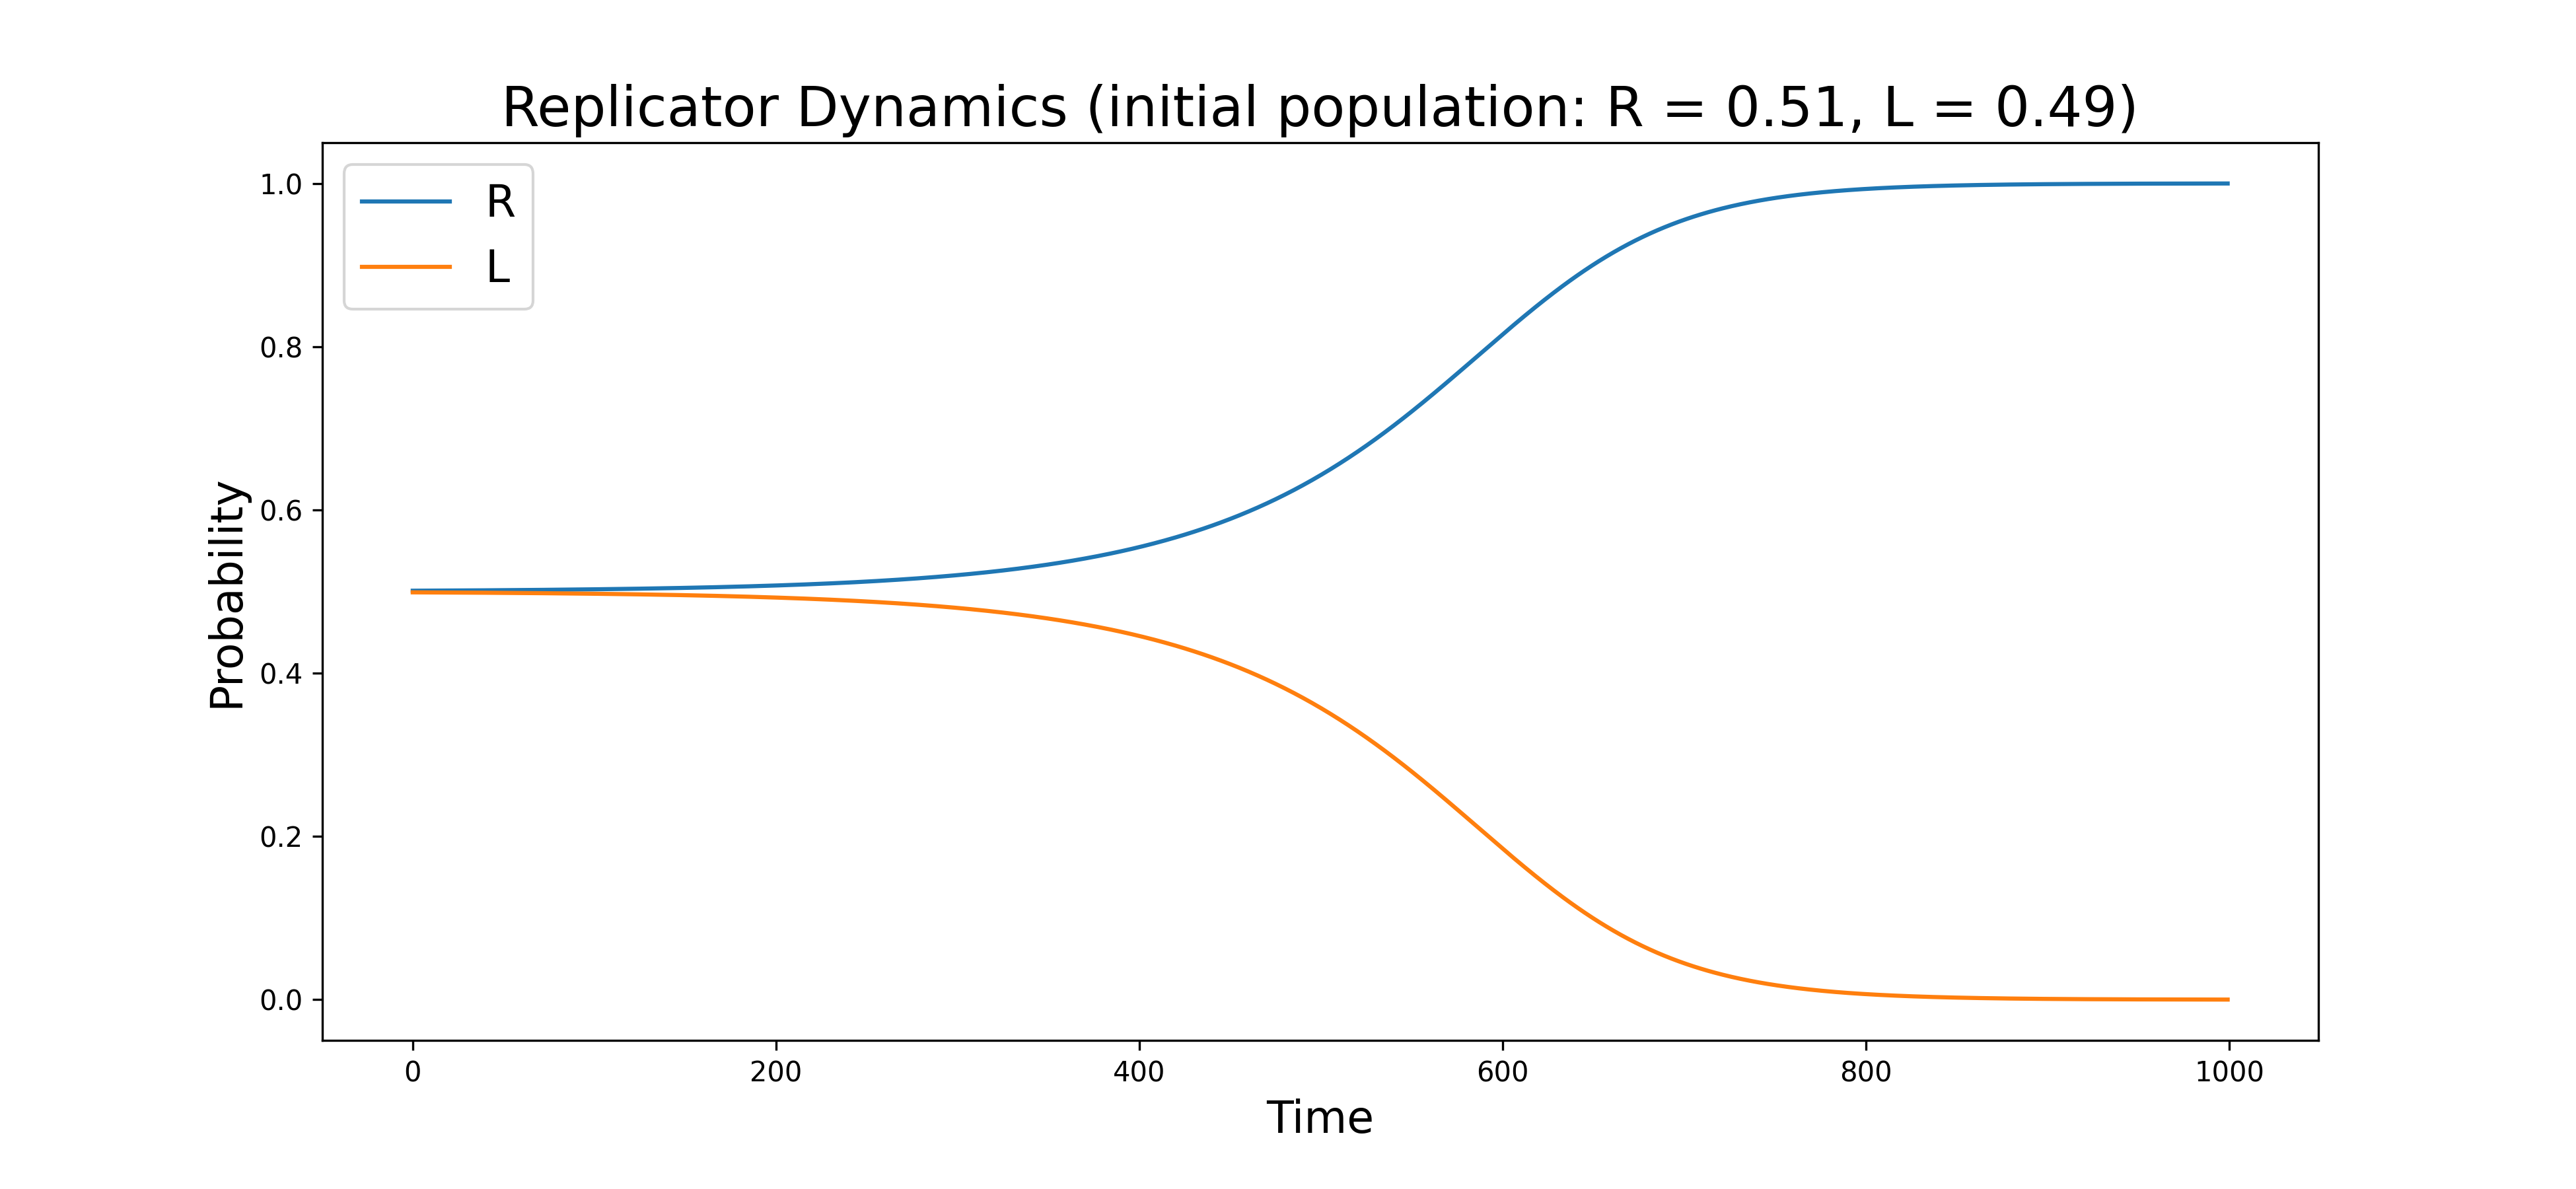 Replicator Dynamics (initial population: R = 0.51, L = 0.49)
R
L
Probability
1.0
0.8
0.6
0.4
0.2
0.0
0 200 400 600 800 1000
Time